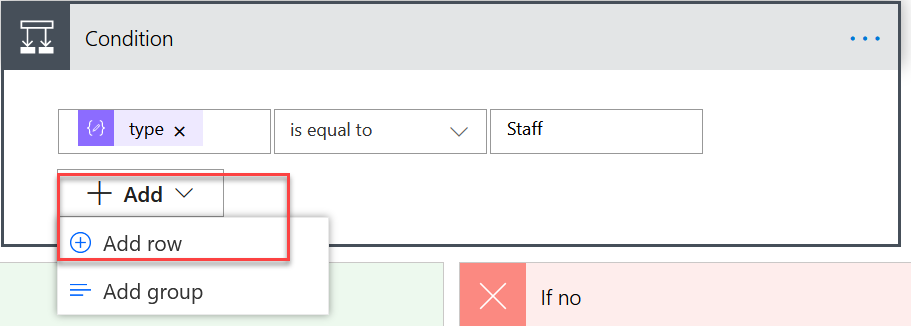 Condition
type is equal to Staff
Add
Add row
Add group
If no